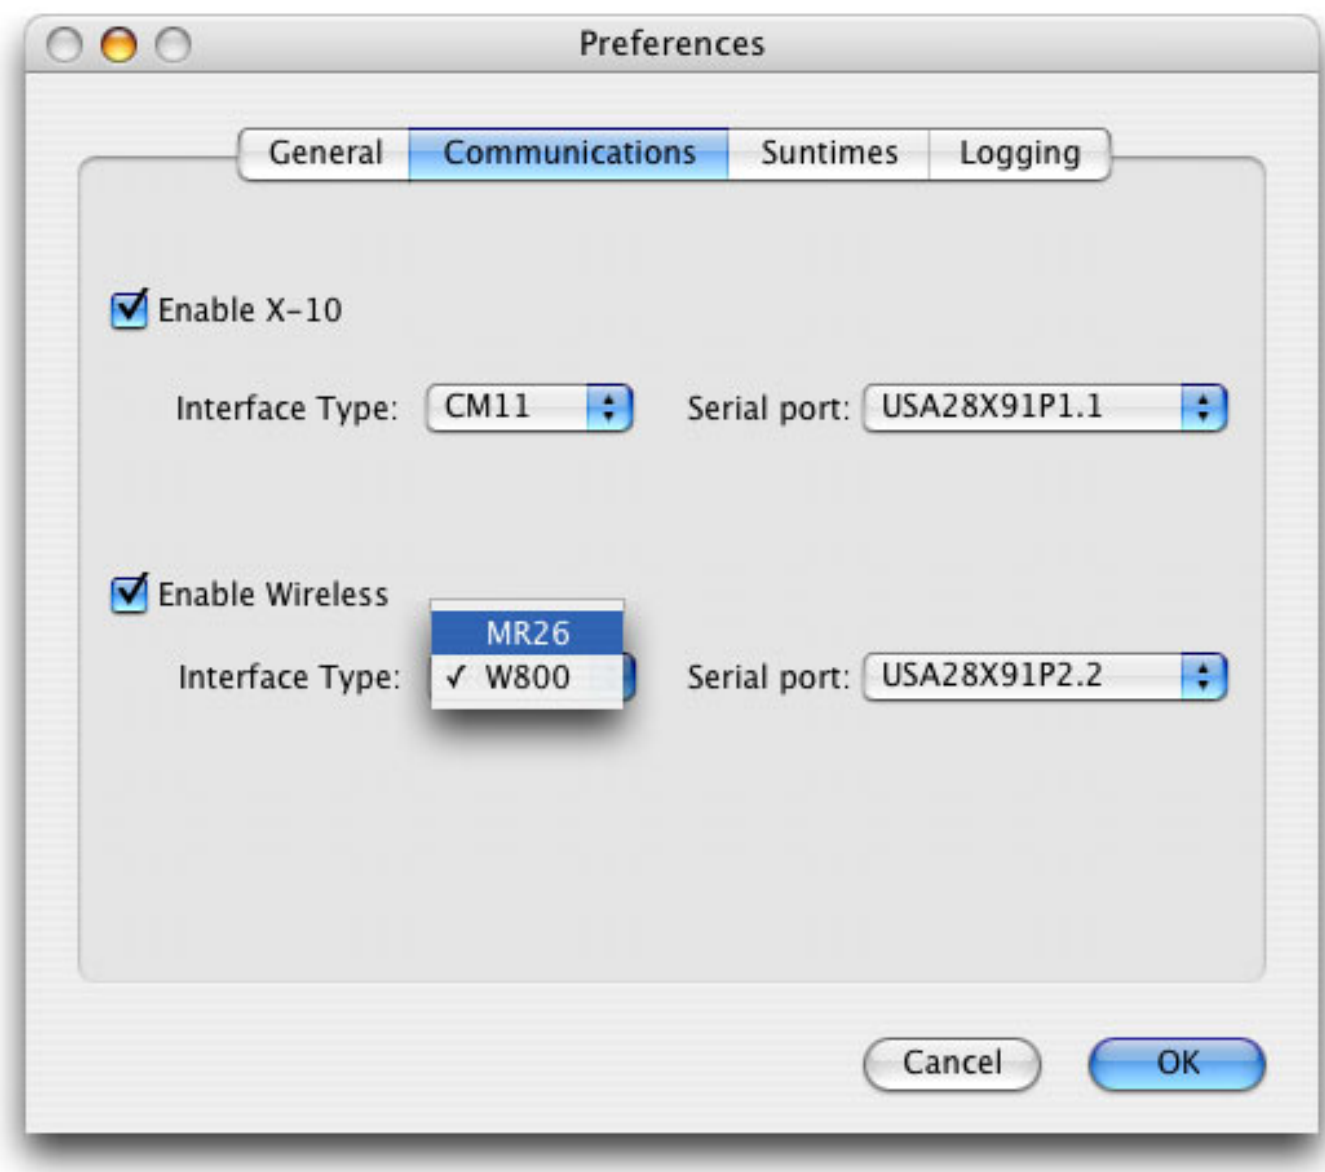 Preferences
General Communications Suntimes Logging
Enable X-10
Interface Type: CM11 Serial port: USA28X91P1.1
Enable Wireless
MR26
Interface Type: ✓ W800 Serial port: USA28X91P2.2
Cancel OK